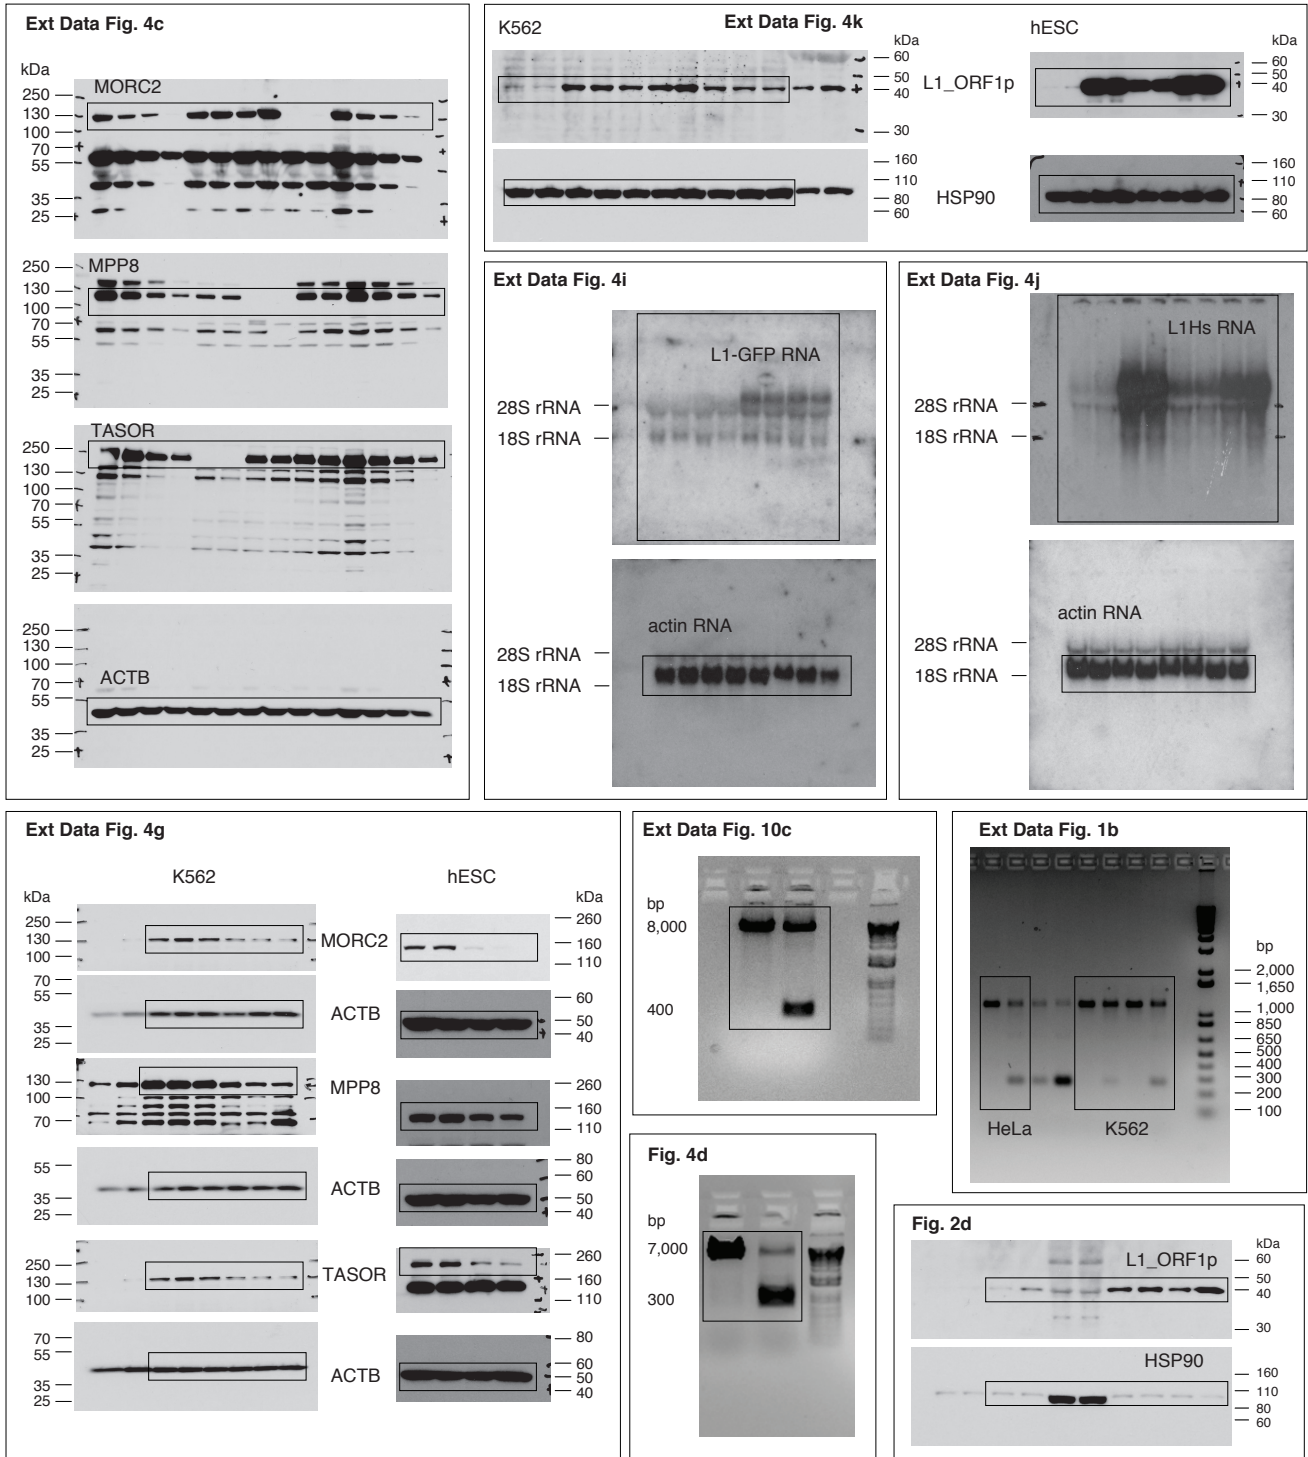 Ext Data Fig. 4c
kDa
MORC2
250
130
100
70
55
35
25
MPP8
250
130
100
70
55
35
25
TASOR
250
130
100
70
55
35
25
ACTB
250
130
100
70
55
35
25
Ext Data Fig. 4k
K562
hESC
kDa
60
50
40
30
L1_ORF1p
kDa
60
50
40
30
160
110
80
60
HSP90
160
110
80
60
Ext Data Fig. 4i
L1-GFP RNA
28S rRNA
18S rRNA
actin RNA
28S rRNA
18S rRNA
Ext Data Fig. 4j
L1Hs RNA
28S rRNA
18S rRNA
actin RNA
28S rRNA
18S rRNA
Ext Data Fig. 4g
K562
hESC
kDa
kDa
250
130
100
MORC2
260
160
110
70
55
35
25
ACTB
60
50
40
130
100
70
MPP8
260
160
110
55
35
25
ACTB
80
60
50
40
250
130
100
TASOR
260
160
110
70
55
35
25
ACTB
80
60
50
40
Ext Data Fig. 10c
bp
8,000
400
Ext Data Fig. 1b
bp
2,000
1,650
1,000
850
650
500
400
300
200
100
HeLa
K562
Fig. 4d
bp
7,000
300
Fig. 2d
kDa
L1_ORF1p
60
50
40
30
HSP90
160
110
80
60